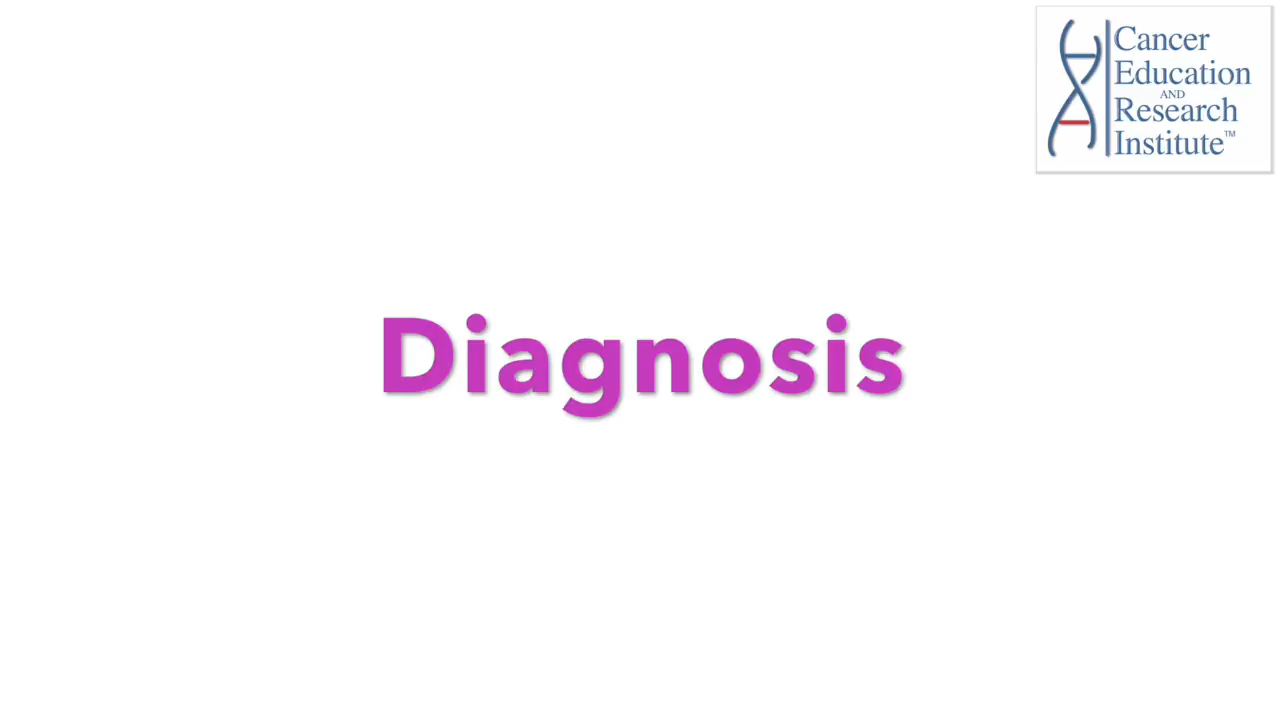 Cancer
Education
AND
Research
Institute™
Diagnosis